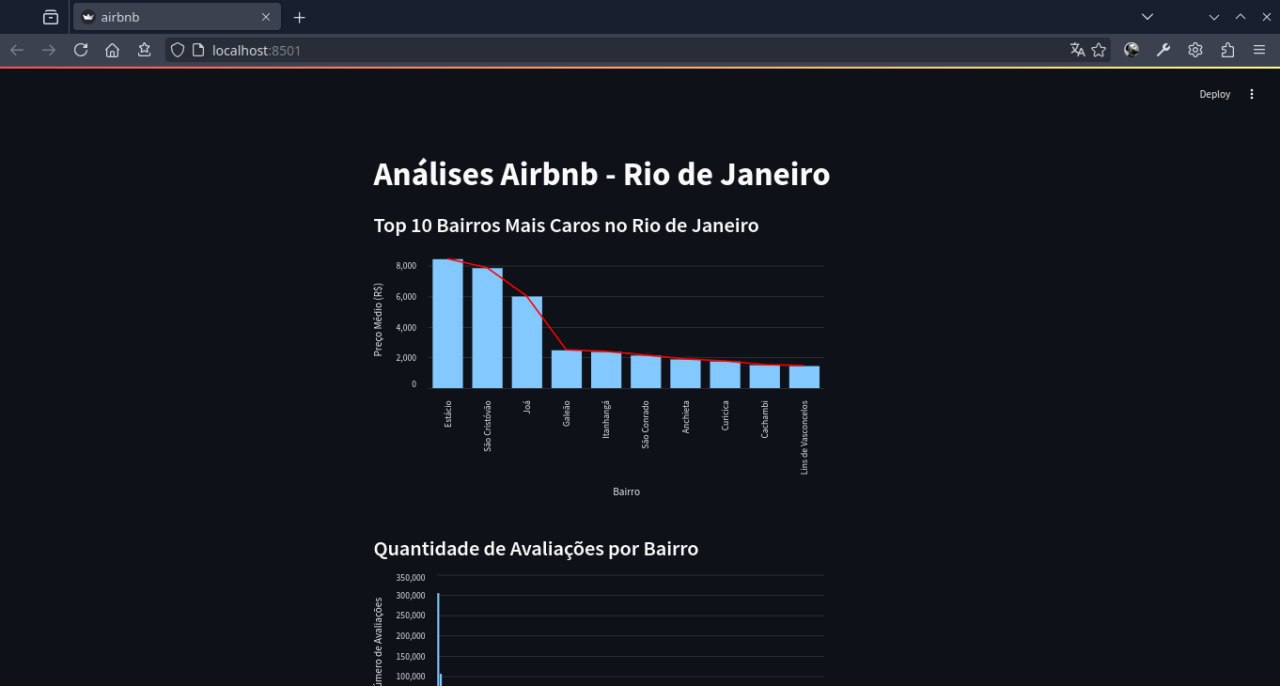 airbnb
localhost:8501
Deploy
Análises Airbnb - Rio de Janeiro
Top 10 Bairros Mais Caros no Rio de Janeiro
Preço Médio (R$)
8,000
6,000
4,000
2,000
0
Estácio
São Cristóvão
Joá
Galeão
Itanhangá
São Conrado
Anchieta
Curicica
Cachambi
Lins de Vasconcelos
Bairro
Quantidade de Avaliações por Bairro
úmero de Avaliações
350,000
300,000
250,000
200,000
150,000
100,000